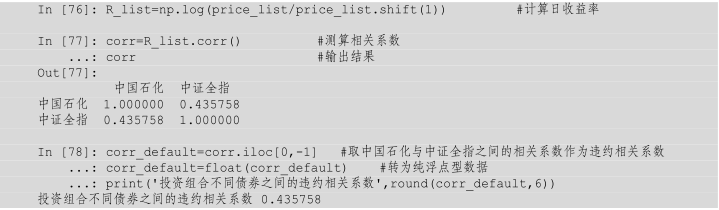 In [76]: R_list=np.log(price_list/price_list.shift(1))          #计算日收益率
In [77]: corr=R_list.corr()          #测算相关系数
    ...: corr                        #输出结果
Out[77]:
          中国石化  中证全指
中国石化  1.000000  0.435758
中证全指  0.435758  1.000000
In [78]: corr_default=corr.iloc[0,-1]   #取中国石化与中证全指之间的相关系数作为违约相关系数
    ...: corr_default=float(corr_default)     #转为纯浮点型数据
    ...: print('投资组合不同债券之间的违约相关系数',round(corr_default,6))
投资组合不同债券之间的违约相关系数 0.435758